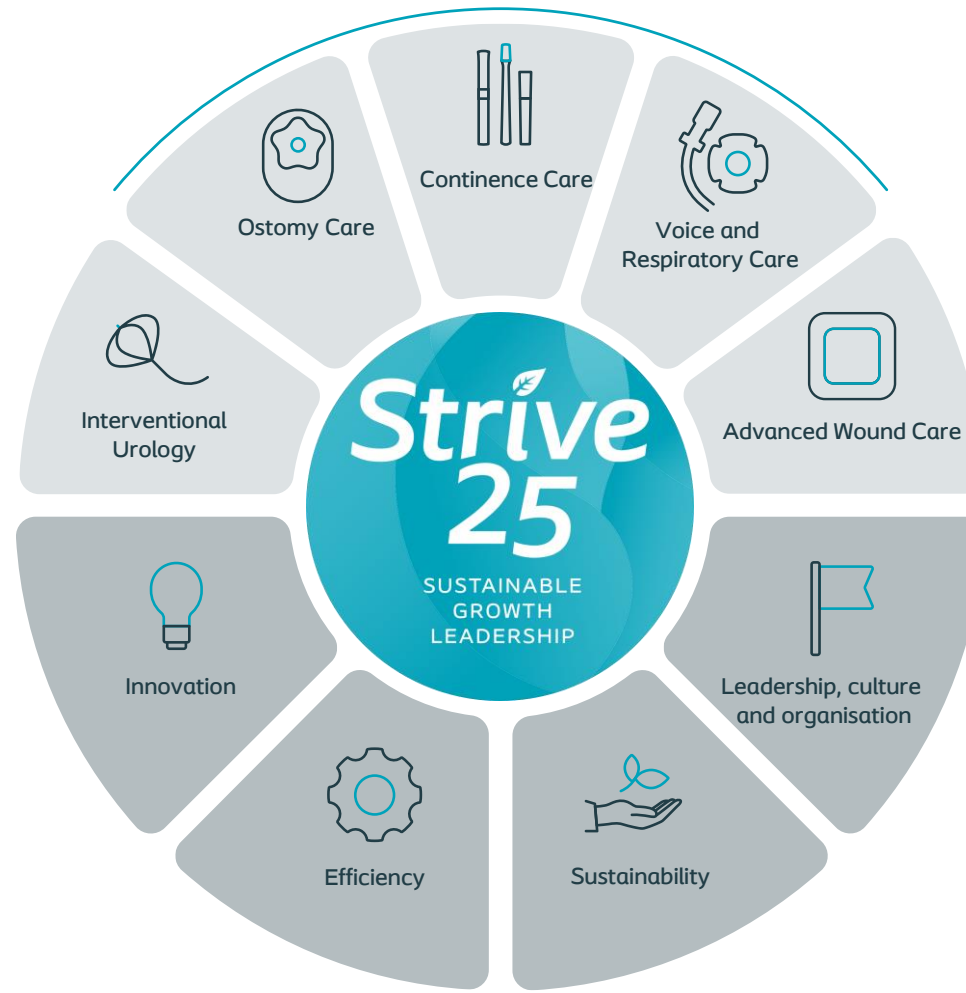 Continence Care
Ostomy Care
Voice and
Respiratory Care
Interventional
Urology
Advanced Wound Care
Strive
25
SUSTAINABLE
GROWTH
LEADERSHIP
Innovation
Leadership, culture
and organisation
Efficiency
Sustainability